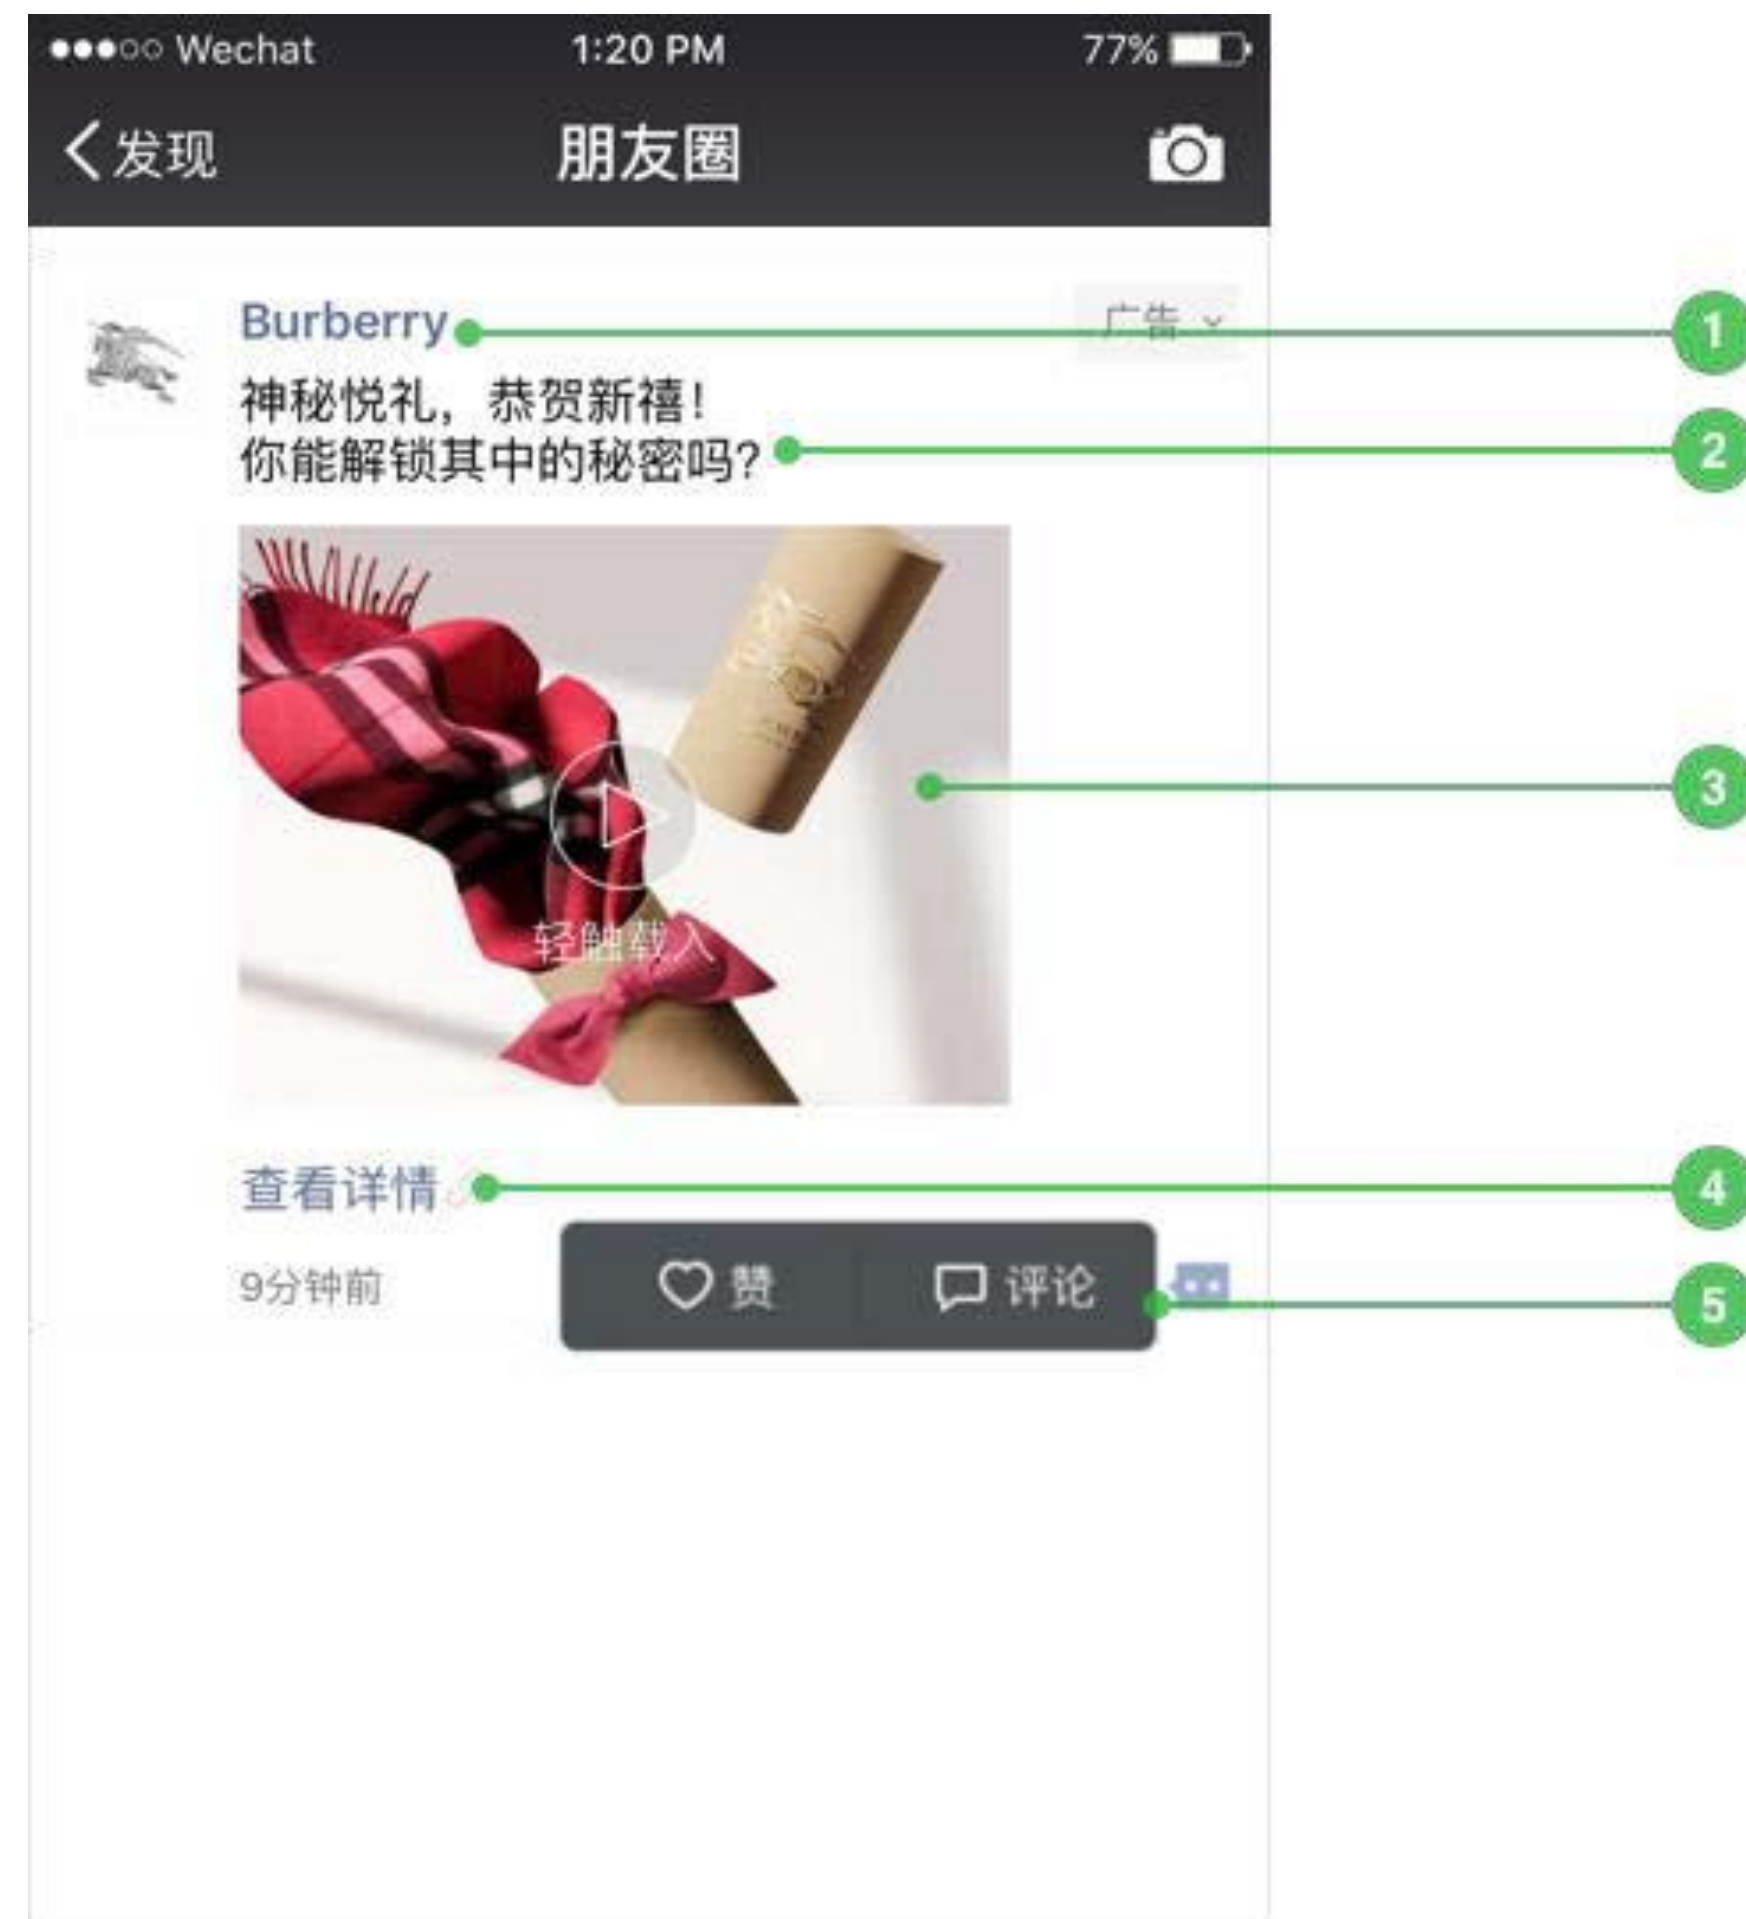 Wechat 1:20 PM 77%
发现 朋友圈
Burberry 广告
1
神秘悦礼，恭贺新禧！
你能解锁其中的秘密吗？
2
3
轻触载入
查看详情
4
9分钟前 赞 评论
5